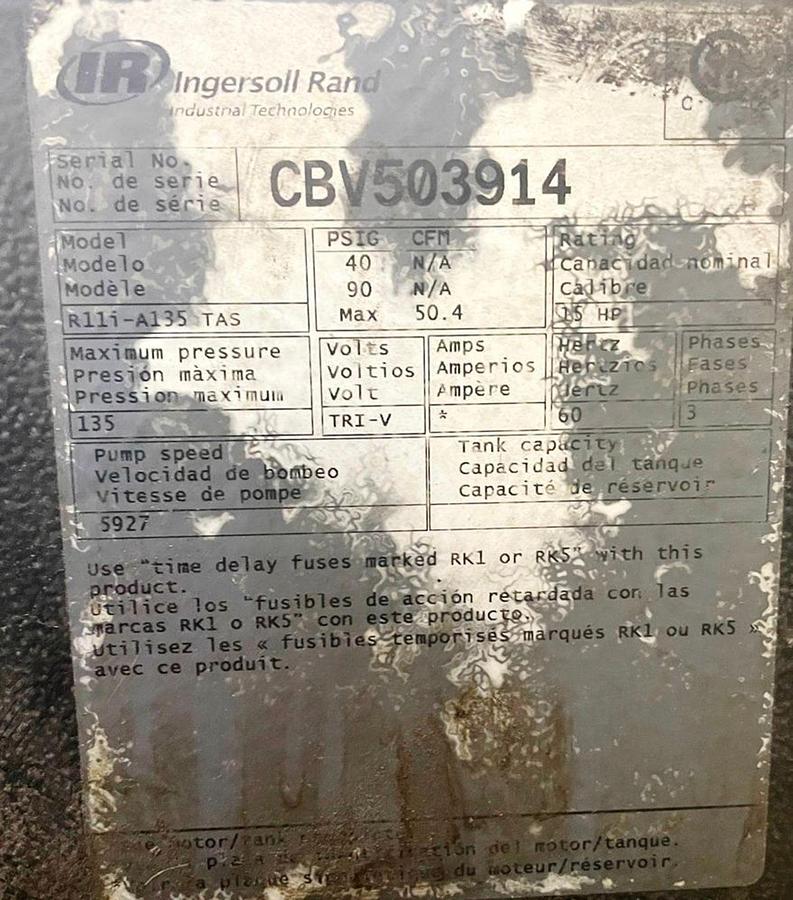 IR Ingersoll Rand
Industrial Technologies
Serial No.
No. de serie
No. de série
CBV503914
Model
Modelo
Modèle
R11i-A135 TAS
PSIG CFM
40 N/A
90 N/A
Max 50.4
Rating
Capacidad nominal
Calibre
15 HP
Maximum pressure
Presión màxima
Pression maximum
135
Volts
Voltios
Volt
TRI-V
Amps
Amperios
Ampère
*
Hertz
Hertzios
Hertz
60
Phases
Fases
Phases
3
Pump speed
Velocidad de bombeo
Vitesse de pompe
5927
Tank capacity
Capacidad del tanque
Capacité de réservoir
Use "time delay fuses marked RK1 or RK5" with this
product.
Utilice los "fusibles de acción retardada con las
marcas RK1 o RK5" con este producto.
Utilisez les « fusibles temporisés marqués RK1 ou RK5 »
avec ce produit.
motor/tank
del motor/tanque.
du moteur/réservoir.